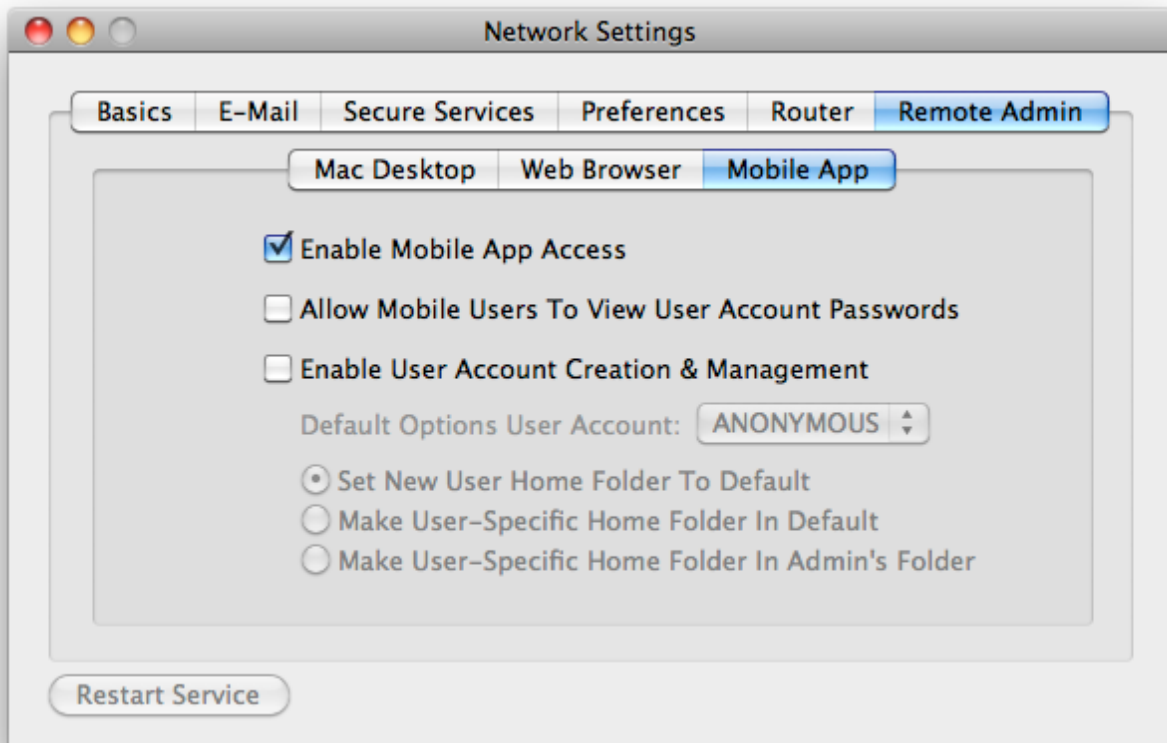 Network Settings
Basics E-Mail Secure Services Preferences Router Remote Admin
Mac Desktop Web Browser Mobile App
Enable Mobile App Access
Allow Mobile Users To View User Account Passwords
Enable User Account Creation & Management
Default Options User Account: ANONYMOUS
Set New User Home Folder To Default
Make User-Specific Home Folder In Default
Make User-Specific Home Folder In Admin's Folder
Restart Service